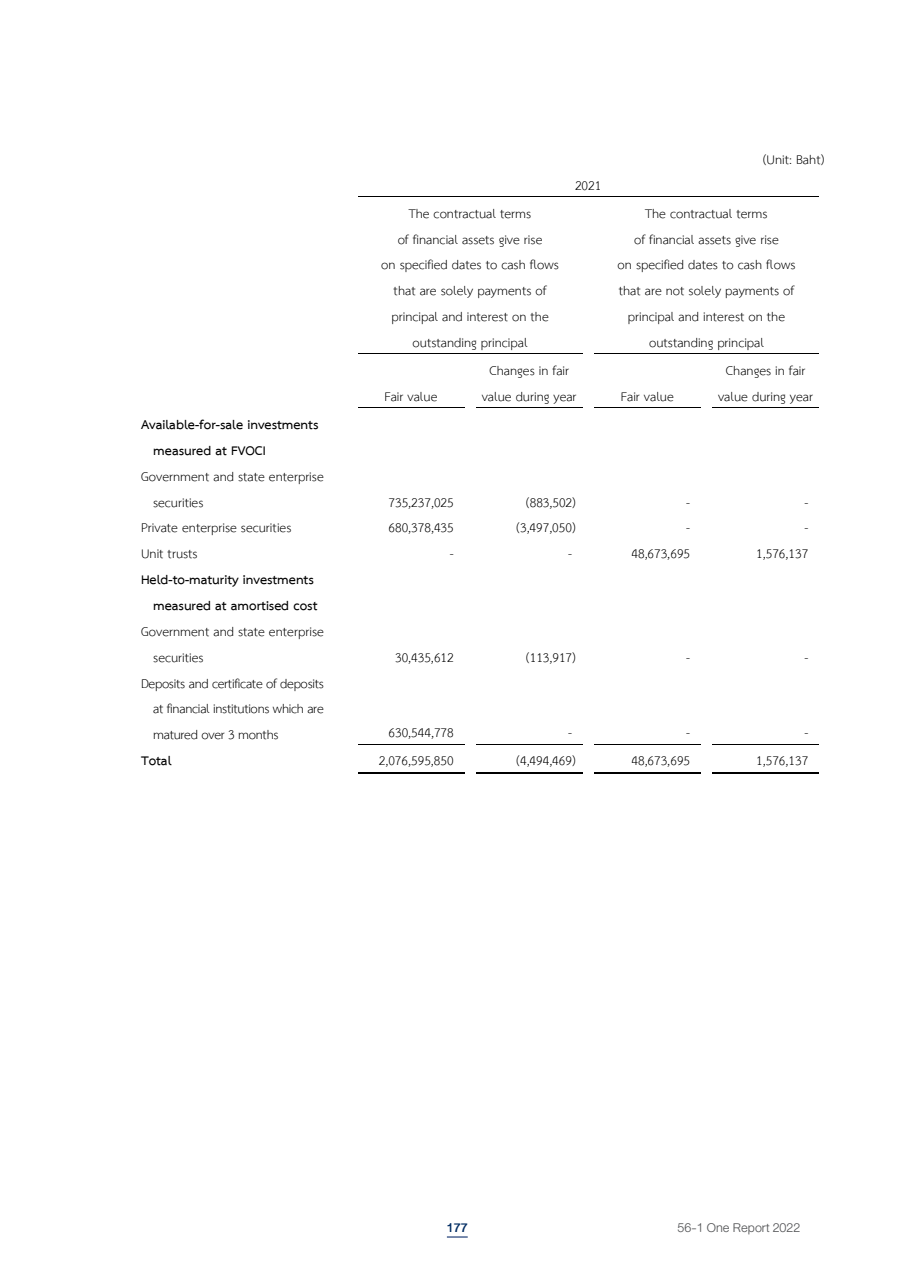 (Unit: Baht)
2021
The contractual terms The contractual terms
of financial assets give rise of financial assets give rise
on specified dates to cash flows on specified dates to cash flows
that are solely payments of that are not solely payments of
principal and interest on the principal and interest on the
outstanding principal outstanding principal
Changes in fair Changes in fair
Fair value value during year Fair value value during year
Available-for-sale investments
measured at FVOCI
Government and state enterprise
securities 735,237,025 (883,502) - -
Private enterprise securities 680,378,435 (3,497,050) - -
Unit trusts - - 48,673,695 1,576,137
Held-to-maturity investments
measured at amortised cost
Government and state enterprise
securities 30,435,612 (113,917) - -
Deposits and certificate of deposits
at financial institutions which are
matured over 3 months 630,544,778 - - -
Total 2,076,595,850 (4,494,469) 48,673,695 1,576,137
177 56-1 One Report 2022